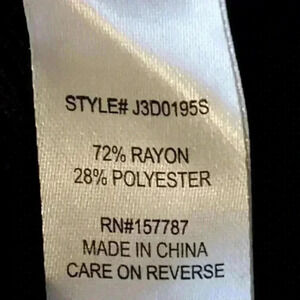 STYLE# J3D0195S
72% RAYON
28% POLYESTER
RN#157787
MADE IN CHINA
CARE ON REVERSE